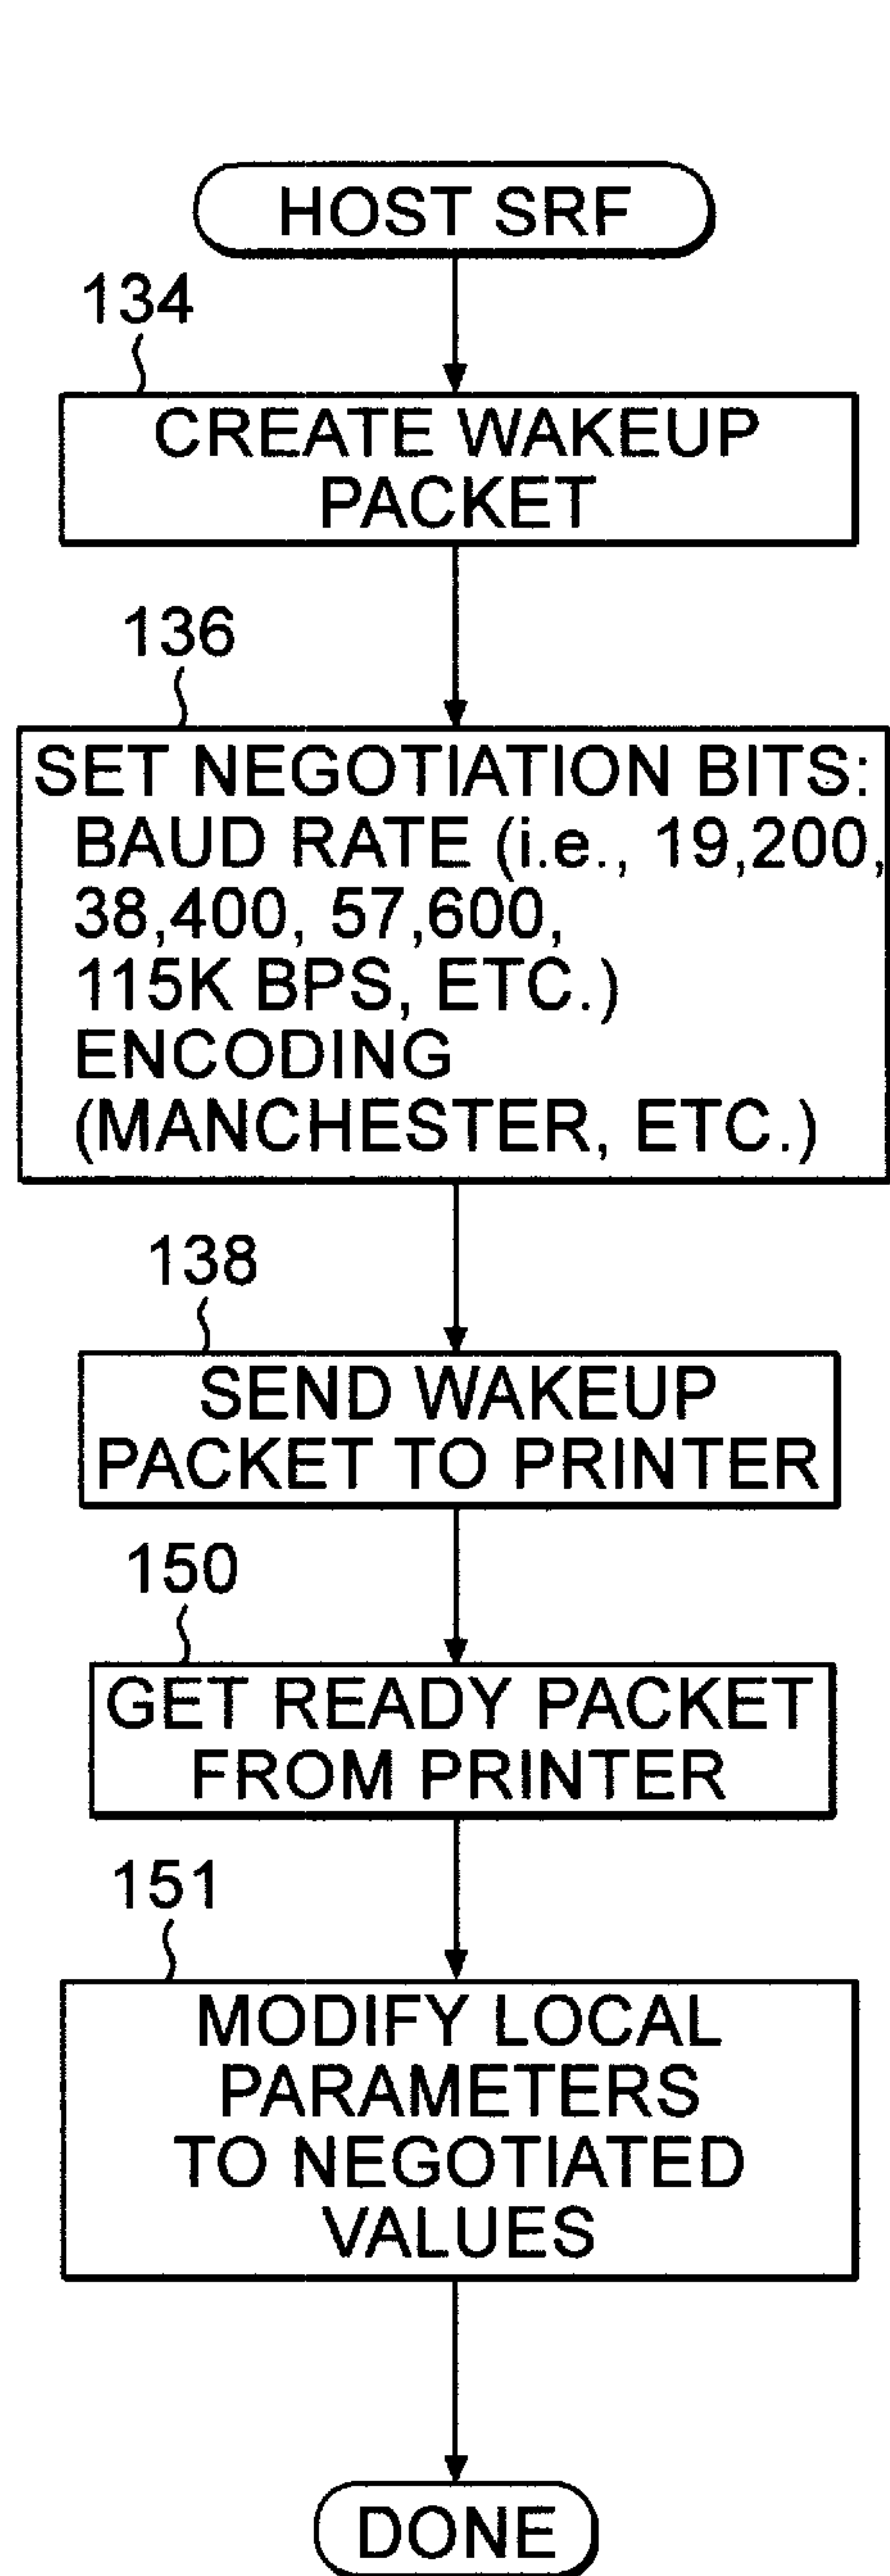 HOST SRF
134
CREATE WAKEUP
PACKET
136
SET NEGOTIATION BITS:
BAUD RATE (i.e., 19,200,
38,400, 57,600,
115K BPS, ETC.)
ENCODING
(MANCHESTER, ETC.)
138
SEND WAKEUP
PACKET TO PRINTER
150
GET READY PACKET
FROM PRINTER
151
MODIFY LOCAL
PARAMETERS
TO NEGOTIATED
VALUES
DONE